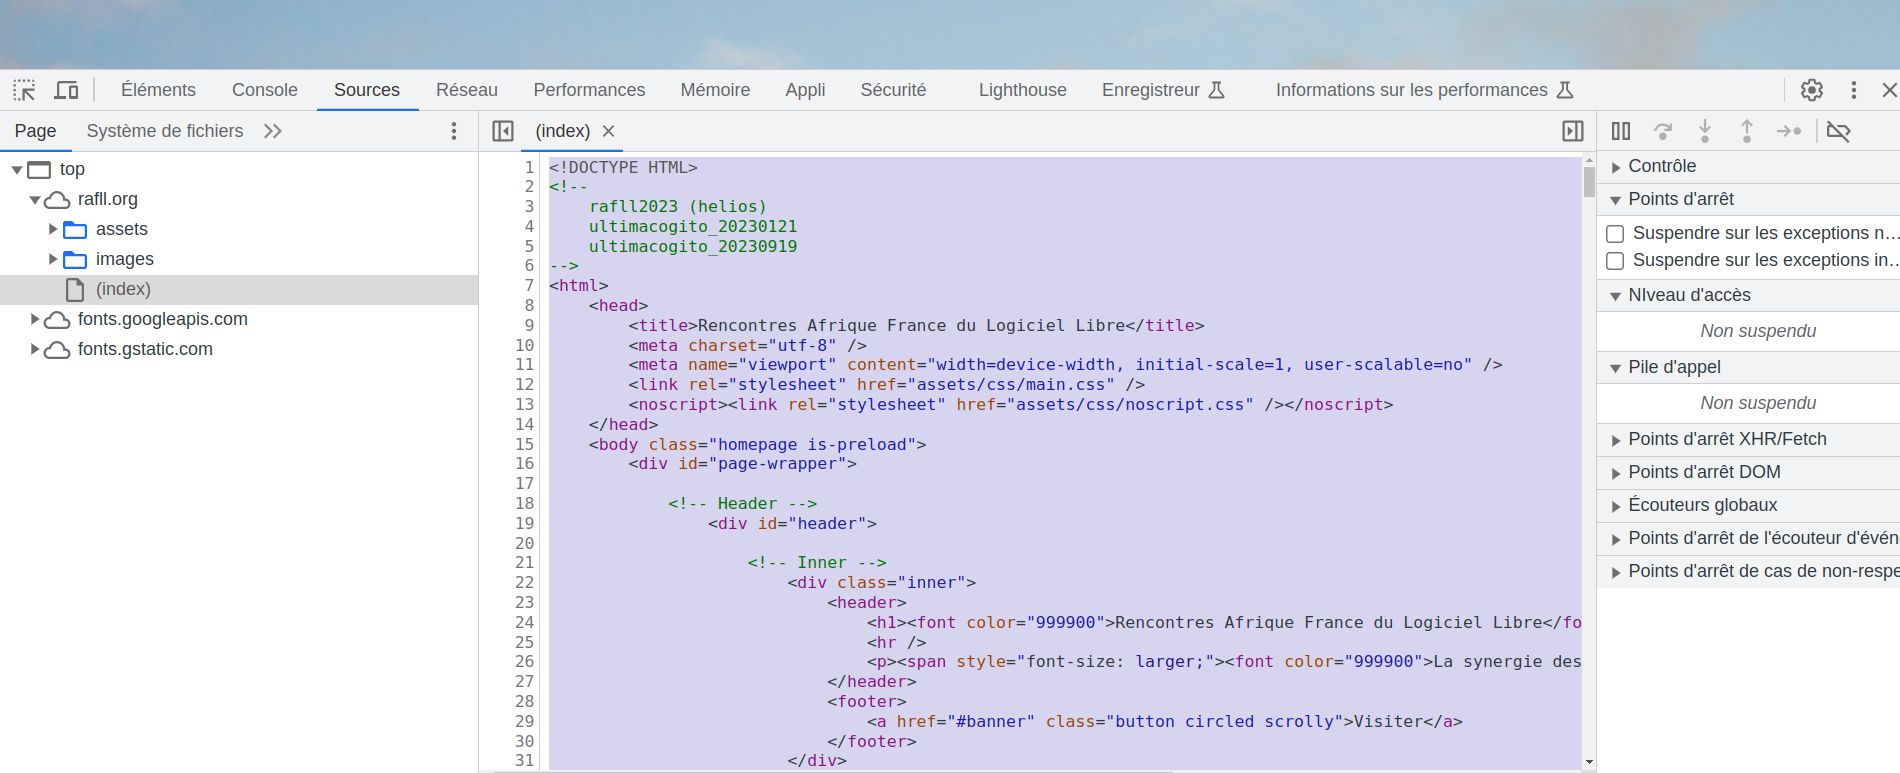 Éléments Console Sources Réseau Performances Mémoire Appli Sécurité Lighthouse Enregistreur Informations sur les performances
Page Système de fichiers
(index)
top
rafll.org
assets
images
(index)
fonts.googleapis.com
fonts.gstatic.com
1 <!DOCTYPE HTML>
2 <!--
3 rafll2023 (helios)
4 ultimacogito_20230121
5 ultimacogito_20230919
6 -->
7 <html>
8 <head>
9 <title>Rencontres Afrique France du Logiciel Libre</title>
10 <meta charset="utf-8" />
11 <meta name="viewport" content="width=device-width, initial-scale=1, user-scalable=no" />
12 <link rel="stylesheet" href="assets/css/main.css" />
13 <noscript><link rel="stylesheet" href="assets/css/noscript.css" /></noscript>
14 </head>
15 <body class="homepage is-preload">
16 <div id="page-wrapper">
17
18 <!-- Header -->
19 <div id="header">
20
21 <!-- Inner -->
22 <div class="inner">
23 <header>
24 <h1><font color="999900">Rencontres Afrique France du Logiciel Libre</fo
25 <hr />
26 <p><span style="font-size: larger;"><font color="999900">La synergie des
27 </header>
28 <footer>
29 <a href="#banner" class="button circled scrolly">Visiter</a>
30 </footer>
31 </div>
Contrôle
Points d'arrêt
Suspendre sur les exceptions n...
Suspendre sur les exceptions in...
NIveau d'accès
Non suspendu
Pile d'appel
Non suspendu
Points d'arrêt XHR/Fetch
Points d'arrêt DOM
Écouteurs globaux
Points d'arrêt de l'écouteur d'évén
Points d'arrêt de cas de non-respe